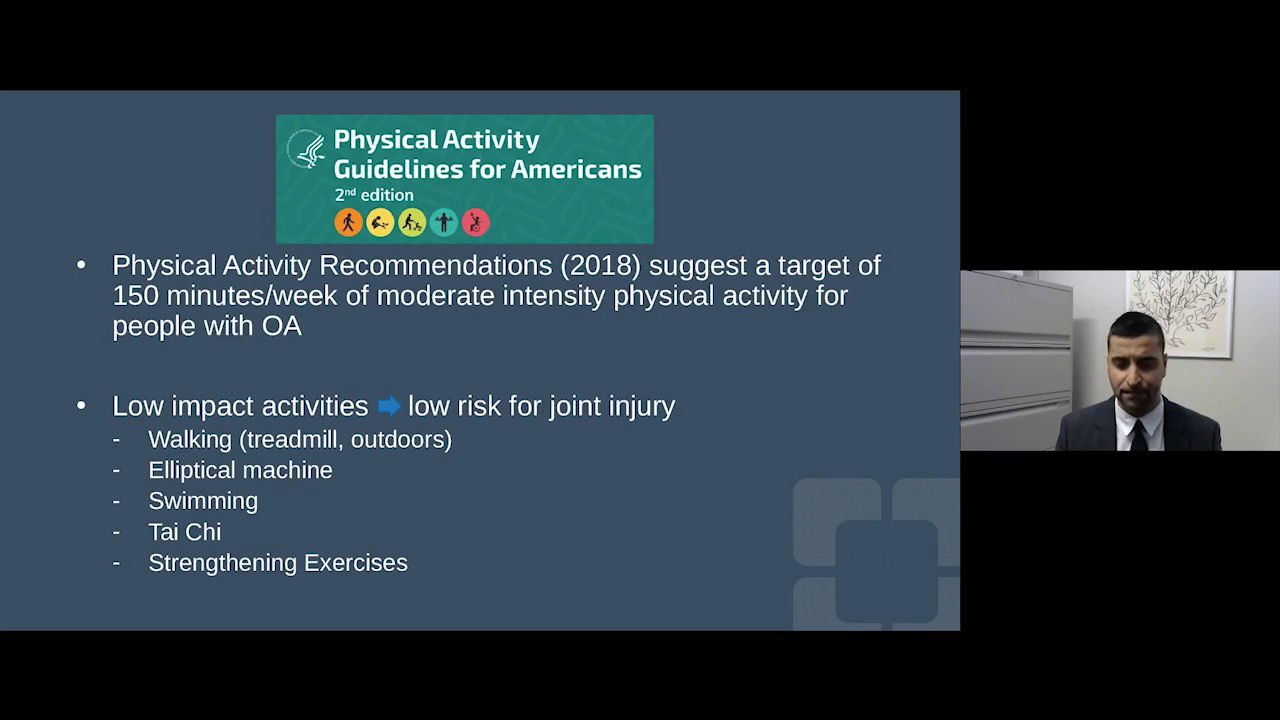 Physical Activity
Guidelines for Americans
2nd edition
• Physical Activity Recommendations (2018) suggest a target of
150 minutes/week of moderate intensity physical activity for
people with OA
• Low impact activities ➡ low risk for joint injury
- Walking (treadmill, outdoors)
- Elliptical machine
- Swimming
- Tai Chi
- Strengthening Exercises